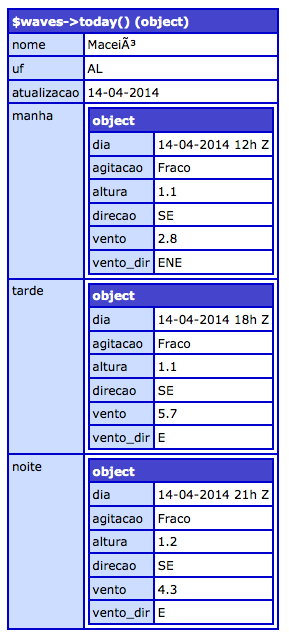 $waves->today() (object)
nome MaceiÃ³
uf AL
atualizacao 14-04-2014
manha
object
dia 14-04-2014 12h Z
agitacao Fraco
altura 1.1
direcao SE
vento 2.8
vento_dir ENE
tarde
object
dia 14-04-2014 18h Z
agitacao Fraco
altura 1.1
direcao SE
vento 5.7
vento_dir E
noite
object
dia 14-04-2014 21h Z
agitacao Fraco
altura 1.2
direcao SE
vento 4.3
vento_dir E